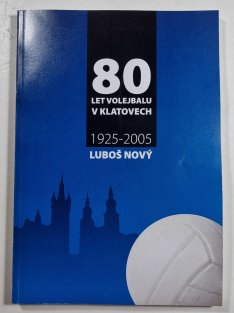 80
LET VOLEJBALU
V KLATOVECH
1925-2005
LUBOŠ NOVÝ